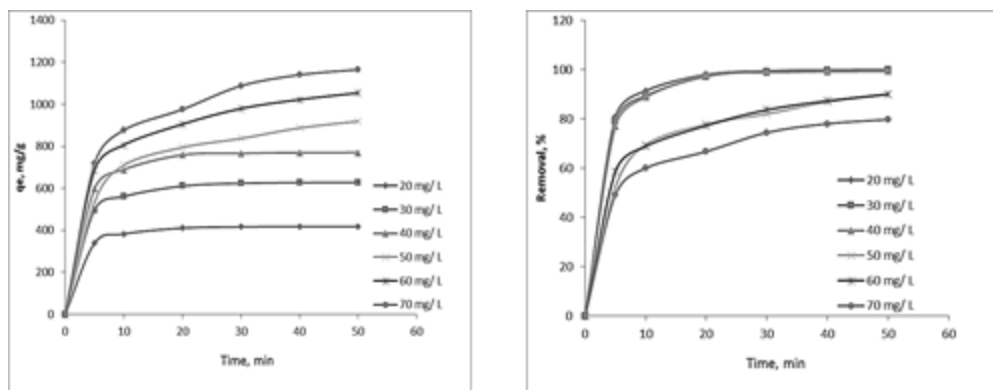 1400
1200
1000
800
600
400
200
0
qe, mg/g
0 10 20 30 40 50 60
Time, min
20 mg/ L
30 mg/ L
40 mg/ L
50 mg/ L
60 mg/ L
70 mg/ L
120
100
80
60
40
20
0
Removal, %
0 10 20 30 40 50 60
Time, min
20 mg/ L
30 mg/ L
40 mg/ L
50 mg/ L
60 mg/ L
70 mg/ L